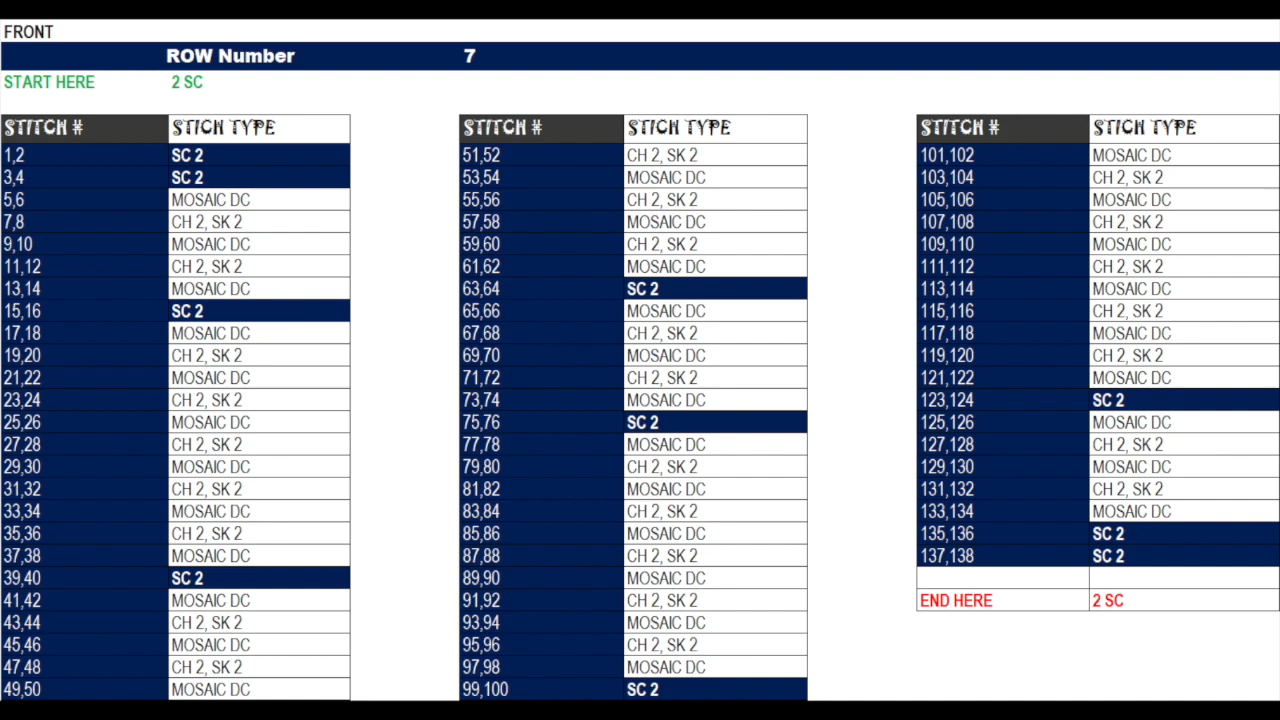 FRONT
ROW Number 7
START HERE 2 SC
STITCH # STICH TYPE
1,2 SC 2
3,4 SC 2
5,6 MOSAIC DC
7,8 CH 2, SK 2
9,10 MOSAIC DC
11,12 CH 2, SK 2
13,14 MOSAIC DC
15,16 SC 2
17,18 MOSAIC DC
19,20 CH 2, SK 2
21,22 MOSAIC DC
23,24 CH 2, SK 2
25,26 MOSAIC DC
27,28 CH 2, SK 2
29,30 MOSAIC DC
31,32 CH 2, SK 2
33,34 MOSAIC DC
35,36 CH 2, SK 2
37,38 MOSAIC DC
39,40 SC 2
41,42 MOSAIC DC
43,44 CH 2, SK 2
45,46 MOSAIC DC
47,48 CH 2, SK 2
49,50 MOSAIC DC
STITCH # STICH TYPE
51,52 CH 2, SK 2
53,54 MOSAIC DC
55,56 CH 2, SK 2
57,58 MOSAIC DC
59,60 CH 2, SK 2
61,62 MOSAIC DC
63,64 SC 2
65,66 MOSAIC DC
67,68 CH 2, SK 2
69,70 MOSAIC DC
71,72 CH 2, SK 2
73,74 MOSAIC DC
75,76 SC 2
77,78 MOSAIC DC
79,80 CH 2, SK 2
81,82 MOSAIC DC
83,84 CH 2, SK 2
85,86 MOSAIC DC
87,88 CH 2, SK 2
89,90 MOSAIC DC
91,92 CH 2, SK 2
93,94 MOSAIC DC
95,96 CH 2, SK 2
97,98 MOSAIC DC
99,100 SC 2
STITCH # STICH TYPE
101,102 MOSAIC DC
103,104 CH 2, SK 2
105,106 MOSAIC DC
107,108 CH 2, SK 2
109,110 MOSAIC DC
111,112 CH 2, SK 2
113,114 MOSAIC DC
115,116 CH 2, SK 2
117,118 MOSAIC DC
119,120 CH 2, SK 2
121,122 MOSAIC DC
123,124 SC 2
125,126 MOSAIC DC
127,128 CH 2, SK 2
129,130 MOSAIC DC
131,132 CH 2, SK 2
133,134 MOSAIC DC
135,136 SC 2
137,138 SC 2
END HERE 2 SC